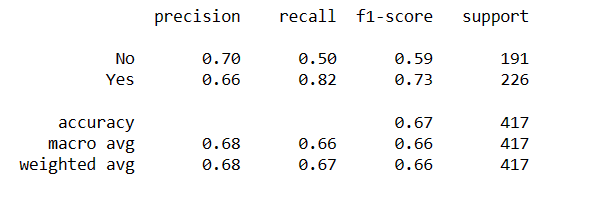 precision recall f1-score support
No 0.70 0.50 0.59 191
Yes 0.66 0.82 0.73 226
accuracy 0.67 417
macro avg 0.68 0.66 0.66 417
weighted avg 0.68 0.67 0.66 417